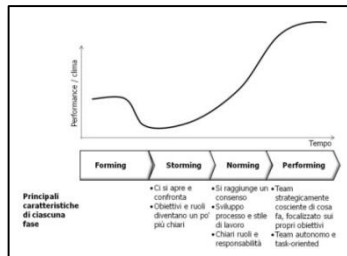 Performance / clima
Tempo
Forming
Storming
Norming
Performing
Principali
caratteristiche
di ciascuna
fase
•Ci si apre e
confronta
•Obiettivi e ruoli
diventano un po'
più chiari
•Si raggiunge un
consenso
•Sviluppo
processo e stile
di lavoro
•Chiari ruoli e
responsabilità
•Team
strategicamente
cosciente di cosa
fa, focalizzato sui
propri obiettivi
•Team autonomo e
task-oriented